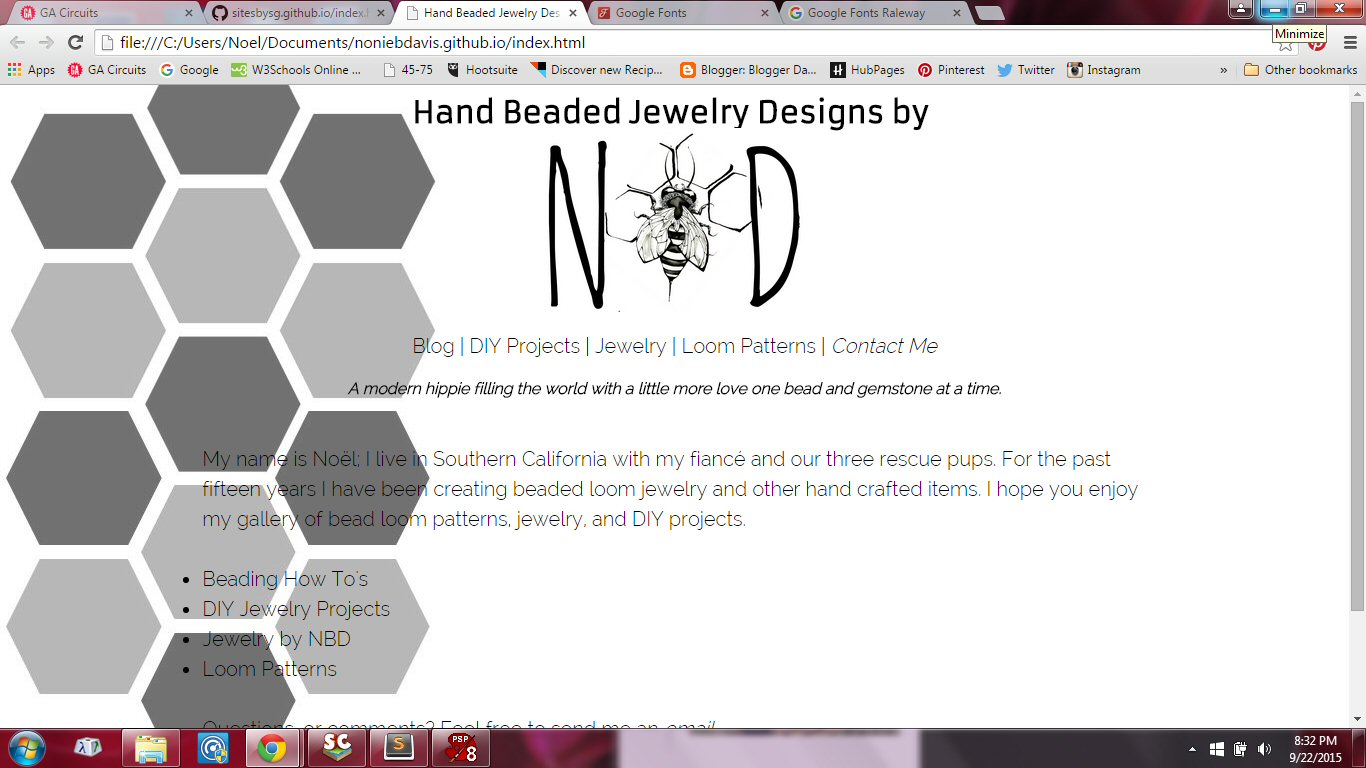 GA Circuits
sitesbysg.github.io/index.h
Hand Beaded Jewelry Des
Google Fonts
Google Fonts Raleway
file:///C:/Users/Noel/Documents/noniebdavis.github.io/index.html
Minimize
Apps
GA Circuits
Google
W3Schools Online ...
45-75
Hootsuite
Discover new Recip...
Blogger: Blogger Da...
HubPages
Pinterest
Twitter
Instagram
»
Other bookmarks
Hand Beaded Jewelry Designs by
N D
Blog | DIY Projects | Jewelry | Loom Patterns | Contact Me
A modern hippie filling the world with a little more love one bead and gemstone at a time.
My name is Noël; I live in Southern California with my fiancé and our three rescue pups. For the past
fifteen years I have been creating beaded loom jewelry and other hand crafted items. I hope you enjoy
my gallery of bead loom patterns, jewelry, and DIY projects.
• Beading How To's
• DIY Jewelry Projects
• Jewelry by NBD
• Loom Patterns
Questions, or comments? Feel free to send me an email
SC
S
PSP
8
8:32 PM
9/22/2015